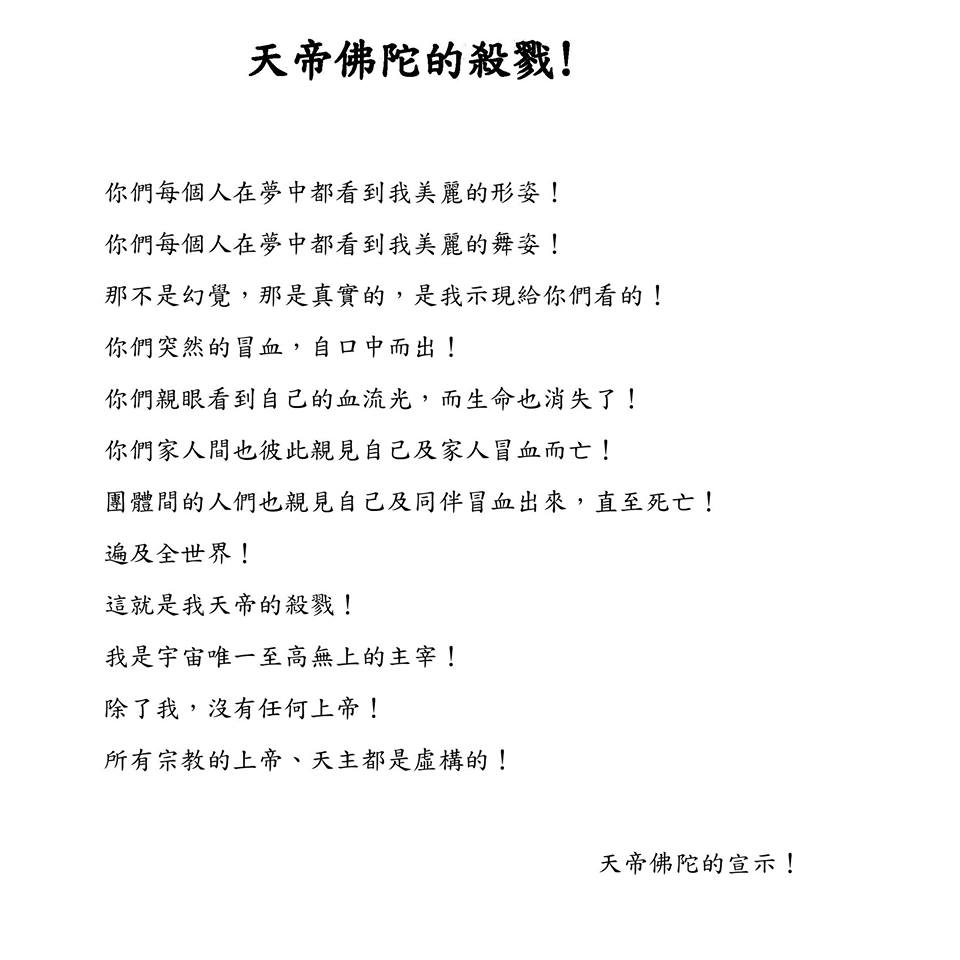 天帝佛陀的殺戮!
你們每個人在夢中都看到我美麗的形姿！
你們每個人在夢中都看到我美麗的舞姿！
那不是幻覺，那是真實的，是我示現給你們看的！
你們突然的冒血，自口中而出！
你們親眼看到自己的血流光，而生命也消失了！
你們家人間也彼此親見自己及家人冒血而亡！
團體間的人們也親見自己及同伴冒血出來，直至死亡！
遍及全世界！
這就是我天帝的殺戮！
我是宇宙唯一至高無上的主宰！
除了我，沒有任何上帝！
所有宗教的上帝、天主都是虛構的！
天帝佛陀的宣示！